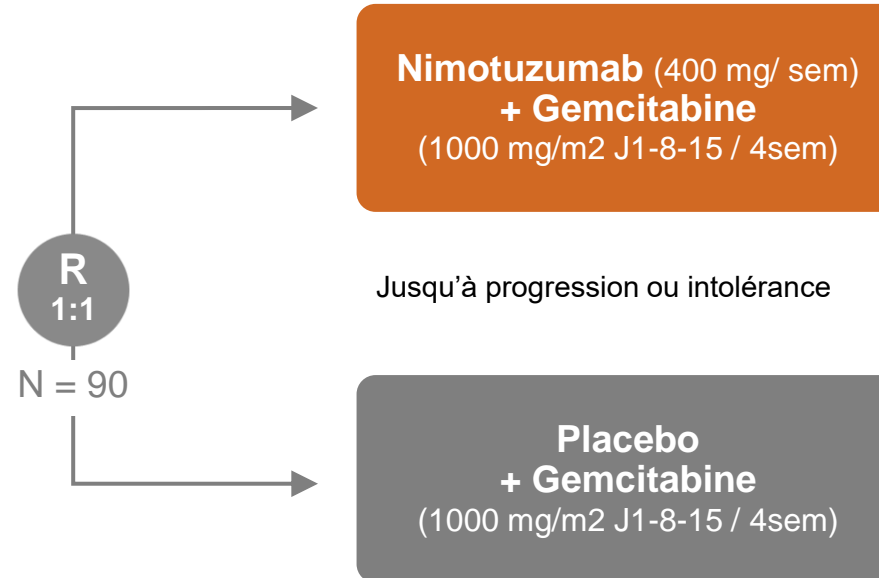 Nimotuzumab (400 mg/ sem)
+ Gemcitabine
(1000 mg/m2 J1-8-15 / 4sem)
R
1:1
Jusqu'à progression ou intolérance
N = 90
Placebo
+ Gemcitabine
(1000 mg/m2 J1-8-15 / 4sem)